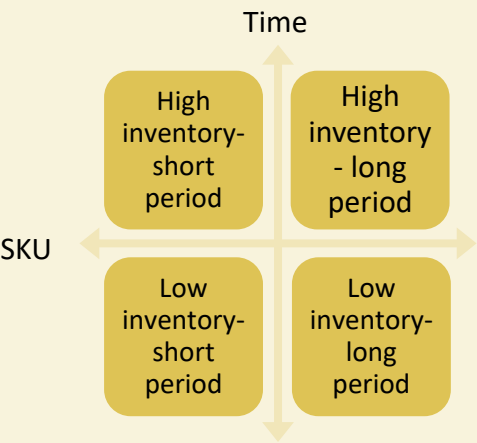 Time
High
inventory-
short
period
High
inventory
- long
period
SKU
Low
inventory-
short
period
Low
inventory-
long
period